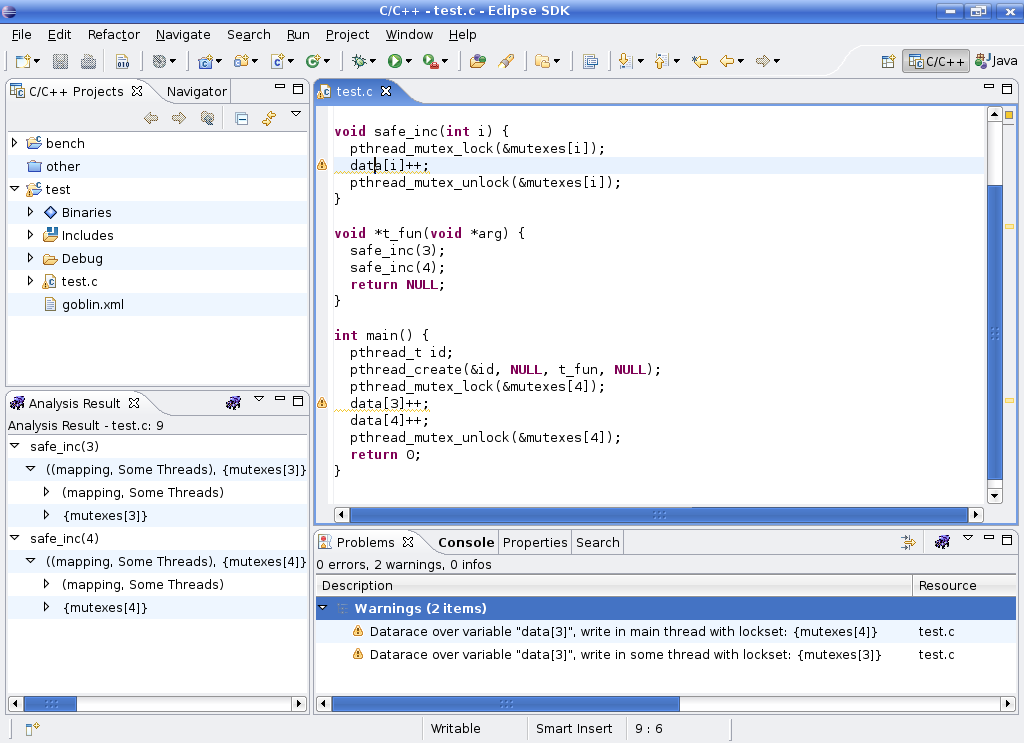 C/C++ - test.c - Eclipse SDK
File Edit Refactor Navigate Search Run Project Window Help
010
C/C++ Java
C/C++ Projects Navigator
bench
other
test
Binaries
Includes
Debug
test.c
goblin.xml
Analysis Result
Analysis Result - test.c: 9
safe_inc(3)
((mapping, Some Threads), {mutexes[3]}
(mapping, Some Threads)
{mutexes[3]}
safe_inc(4)
((mapping, Some Threads), {mutexes[4]}
(mapping, Some Threads)
{mutexes[4]}
test.c
void safe_inc(int i) {
pthread_mutex_lock(&mutexes[i]);
data[i]++;
pthread_mutex_unlock(&mutexes[i]);
}
void *t_fun(void *arg) {
safe_inc(3);
safe_inc(4);
return NULL;
}
int main() {
pthread_t id;
pthread_create(&id, NULL, t_fun, NULL);
pthread_mutex_lock(&mutexes[4]);
data[3]++;
data[4]++;
pthread_mutex_unlock(&mutexes[4]);
return 0;
}
Problems Console Properties Search
0 errors, 2 warnings, 0 infos
Description Resource
Warnings (2 items)
Datarace over variable "data[3]", write in main thread with lockset: {mutexes[4]} test.c
Datarace over variable "data[3]", write in some thread with lockset: {mutexes[3]} test.c
Writable Smart Insert 9 : 6